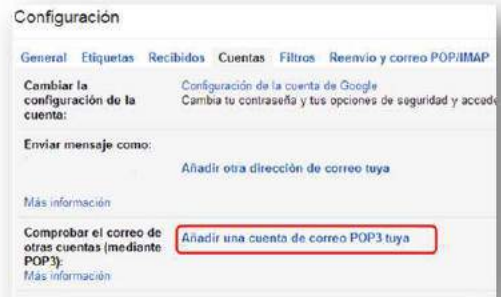 Configuración
General Etiquetas Recibidos Cuentas Filtros Reenvío y correo POP/IMAP
Cambiar la configuración de la cuenta:
Configuración de la cuenta de Google
Cambia tu contraseña y tus opciones de seguridad y accede
Enviar mensaje como:
Añadir otra dirección de correo tuya
Más información
Comprobar el correo de otras cuentas (mediante POP3):
Añadir una cuenta de correo POP3 tuya
Más información